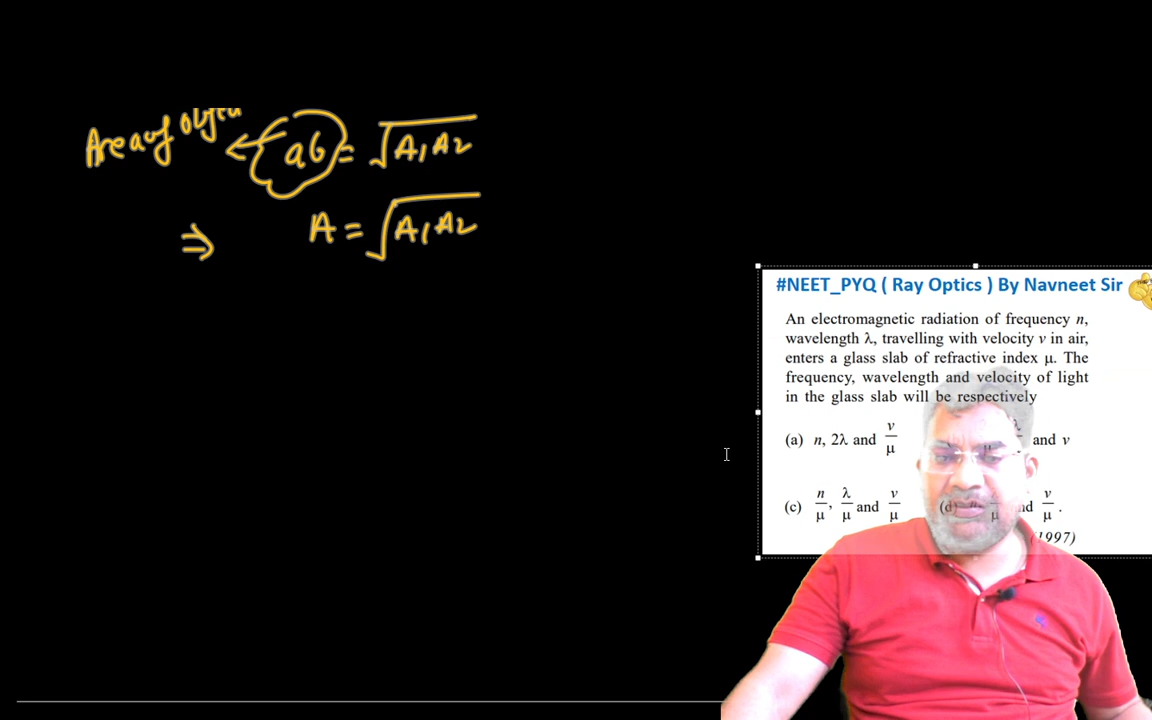 Area of
ab = √A₁A₂
⇒ A = √A₁A₂
#NEET_PYQ ( Ray Optics ) By Navneet Sir
An electromagnetic radiation of frequency n,
wavelength λ, travelling with velocity v in air,
enters a glass slab of refractive index μ. The
frequency, wavelength and velocity of light
in the glass slab will be respectively
(a) n, 2λ and v/μ and v
(c) n/μ, λ/μ and v/μ (d) v/μ .
1997)